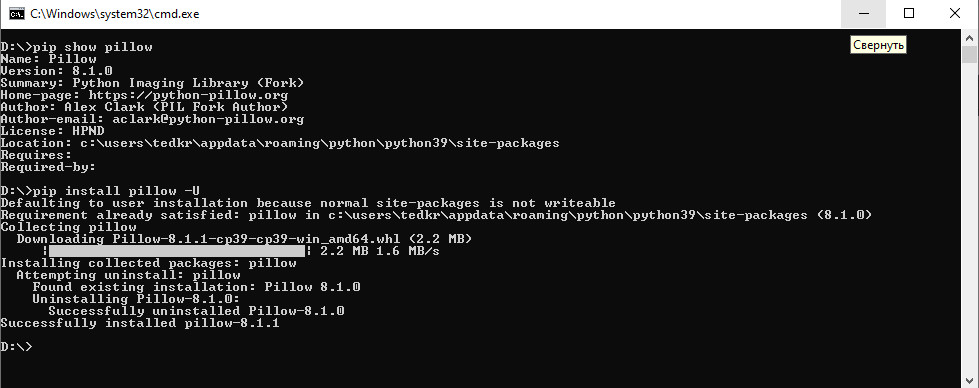 C:\Windows\system32\cmd.exe
Свернуть
D:\>pip show pillow
Name: Pillow
Version: 8.1.0
Summary: Python Imaging Library (Fork)
Home-page: https://python-pillow.org
Author: Alex Clark (PIL Fork Author)
Author-email: aclark@python-pillow.org
License: HPND
Location: c:\users\tedkr\appdata\roaming\python\python39\site-packages
Requires:
Required-by:
D:\>pip install pillow -U
Defaulting to user installation because normal site-packages is not writeable
Requirement already satisfied: pillow in c:\users\tedkr\appdata\roaming\python\python39\site-packages (8.1.0)
Collecting pillow
Downloading Pillow-8.1.1-cp39-cp39-win_amd64.whl (2.2 MB)
2.2 MB 1.6 MB/s
Installing collected packages: pillow
Attempting uninstall: pillow
Found existing installation: Pillow 8.1.0
Uninstalling Pillow-8.1.0:
Successfully uninstalled Pillow-8.1.0
Successfully installed pillow-8.1.1
D:\>